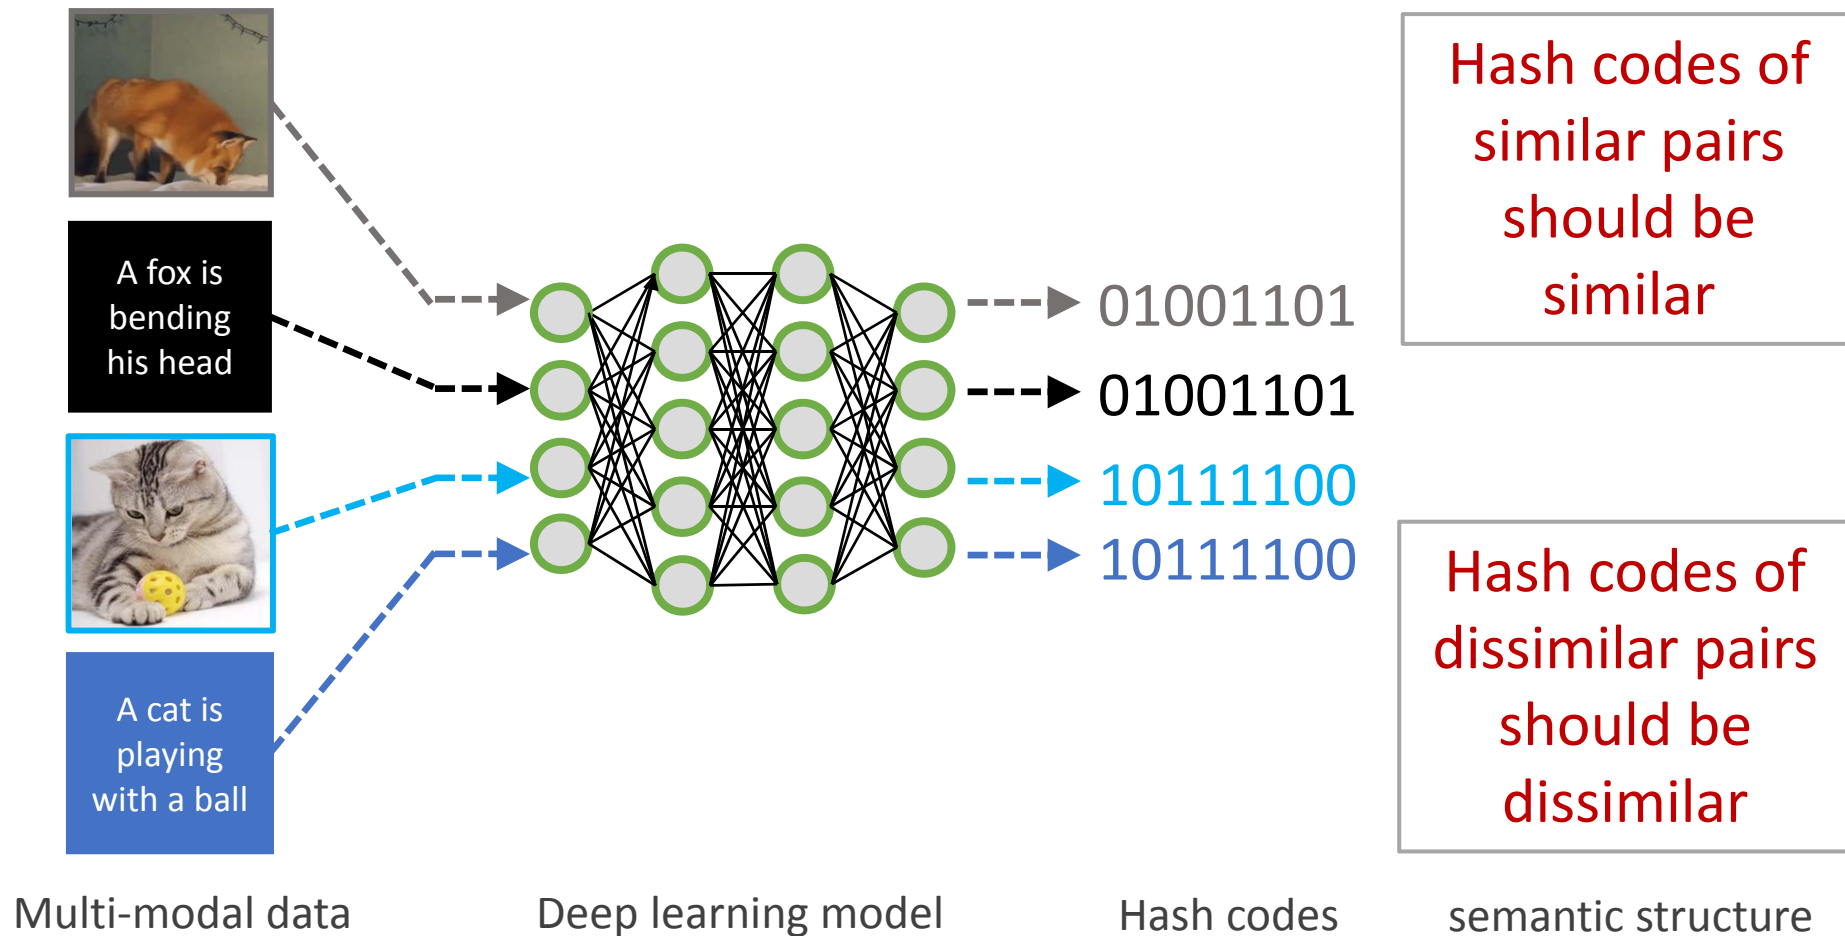 A fox is
bending
his head
A cat is
playing
with a ball
01001101
01001101
10111100
10111100
Hash codes of
similar pairs
should be
similar
Hash codes of
dissimilar pairs
should be
dissimilar
Multi-modal data
Deep learning model
Hash codes
semantic structure